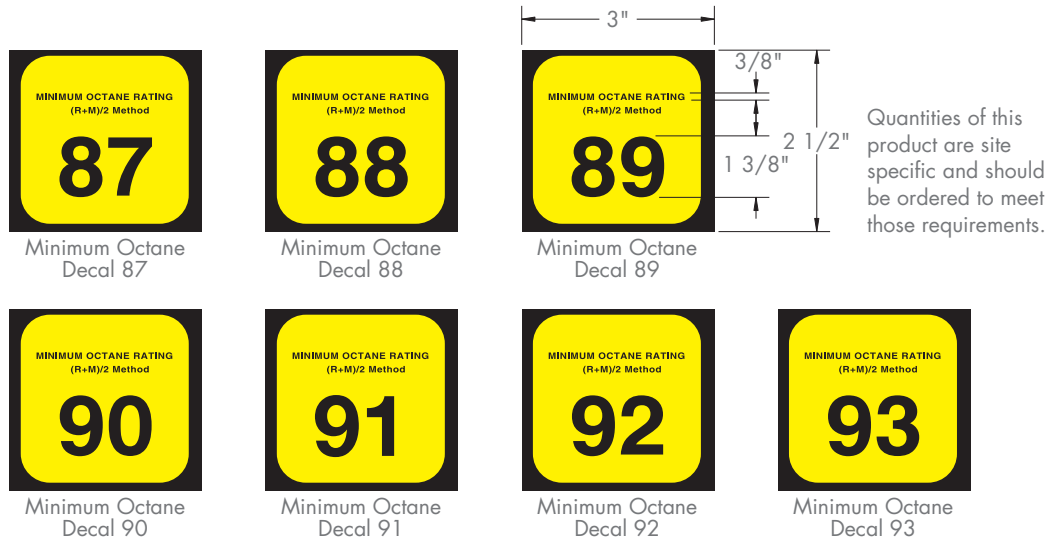 3"
MINIMUM OCTANE RATING
(R+M)/2 Method
87
Minimum Octane
Decal 87
MINIMUM OCTANE RATING
(R+M)/2 Method
88
Minimum Octane
Decal 88
MINIMUM OCTANE RATING
(R+M)/2 Method
89
Minimum Octane
Decal 89
3/8"
1 3/8"
2 1/2"
Quantities of this
product are site
specific and should
be ordered to meet
those requirements.
MINIMUM OCTANE RATING
(R+M)/2 Method
90
Minimum Octane
Decal 90
MINIMUM OCTANE RATING
(R+M)/2 Method
91
Minimum Octane
Decal 91
MINIMUM OCTANE RATING
(R+M)/2 Method
92
Minimum Octane
Decal 92
MINIMUM OCTANE RATING
(R+M)/2 Method
93
Minimum Octane
Decal 93